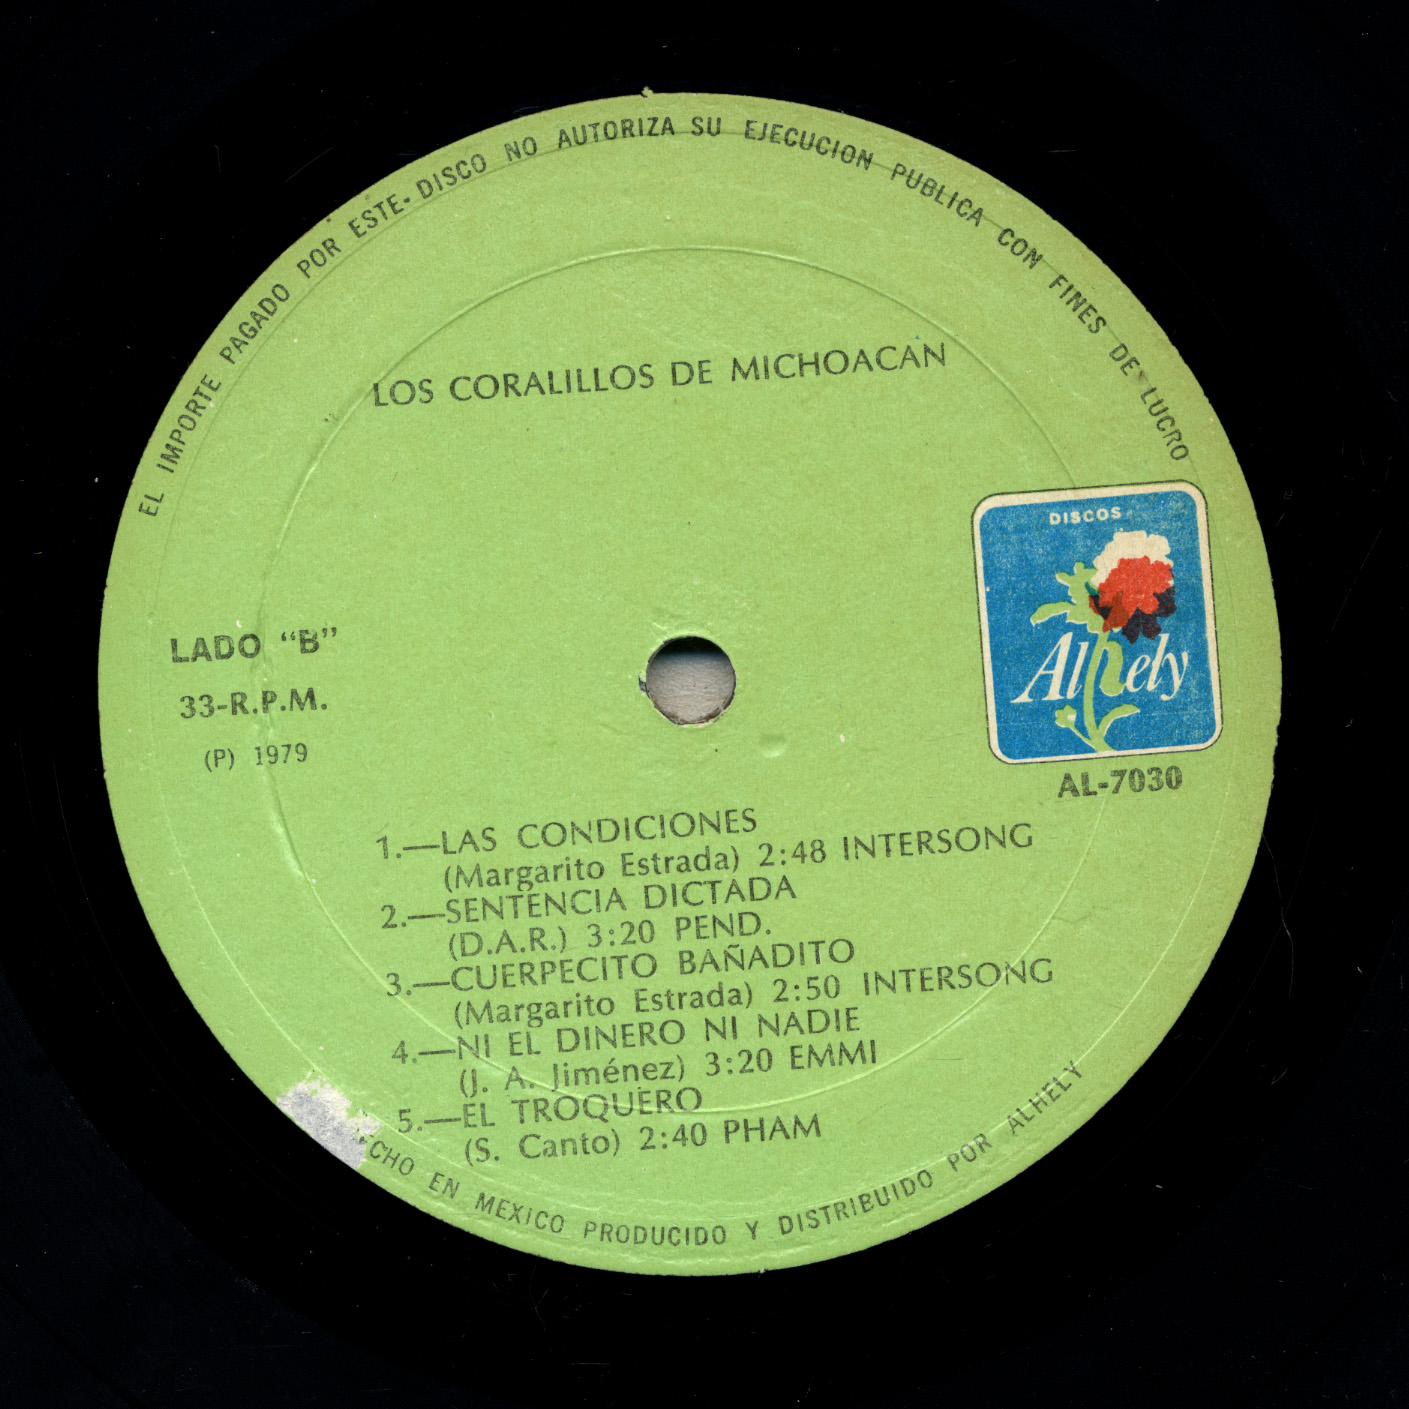 EL IMPORTE PAGADO POR ESTE DISCO NO AUTORIZA SU EJECUCION PUBLICA CON FINES DE LUCRO
LOS CORALILLOS DE MICHOACAN
DISCOS
Alhely
AL-7030
LADO "B"
33-R.P.M.
(P) 1979
1.—LAS CONDICIONES
(Margarito Estrada) 2:48 INTERSONG
2.—SENTENCIA DICTADA
(D.A.R.) 3:20 PEND.
3.—CUERPECITO BAÑADITO
(Margarito Estrada) 2:50 INTERSONG
4.—NI EL DINERO NI NADIE
(J. A. Jiménez) 3:20 EMMI
5.—EL TROQUERO
(S. Canto) 2:40 PHAM
ECHO EN MEXICO PRODUCIDO Y DISTRIBUIDO POR ALHELY